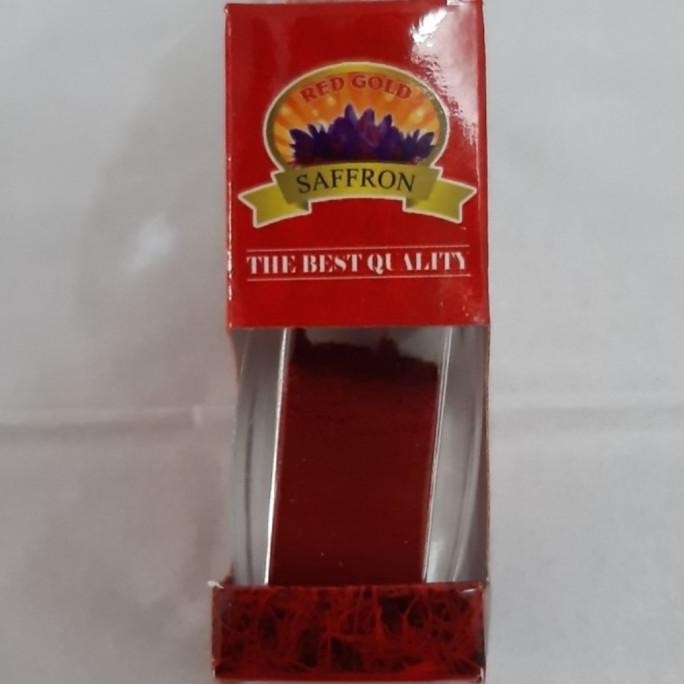 RED GOLD
SAFFRON
THE BEST QUALITY